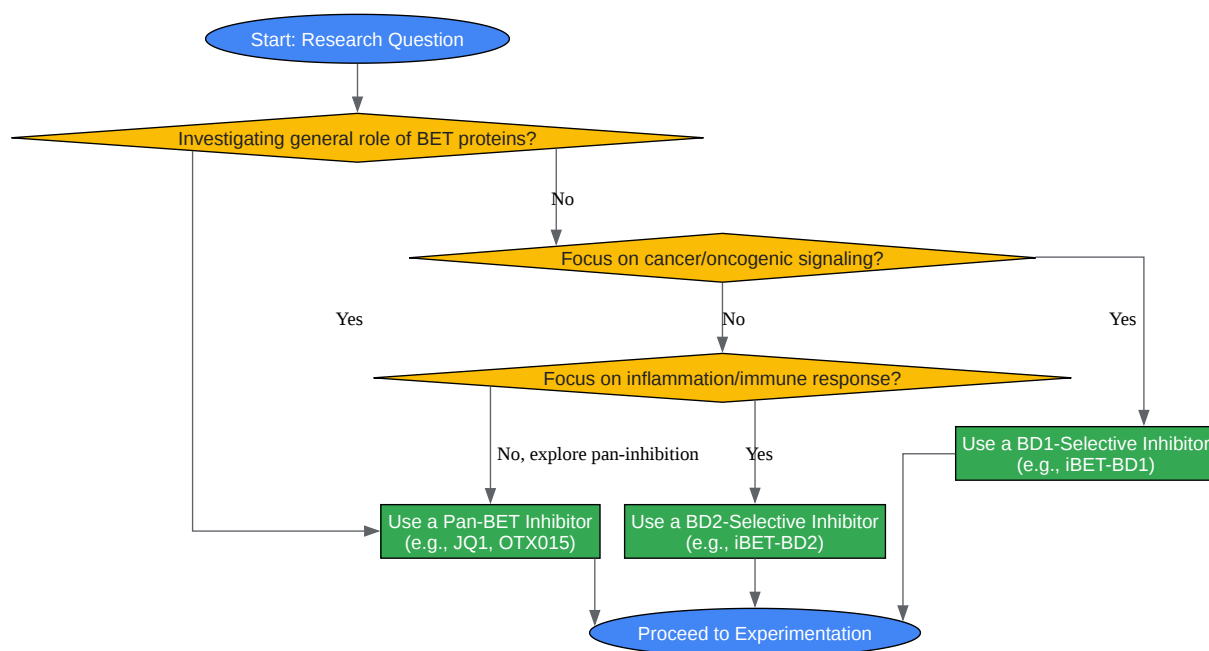 Start: Research Question
Investigating general role of BET proteins?
No
Focus on cancer/oncogenic signaling?
Yes
No
Yes
Focus on inflammation/immune response?
No, explore pan-inhibition
Yes
Use a BD1-Selective Inhibitor
(e.g., iBET-BD1)
Use a Pan-BET Inhibitor
(e.g., JQ1, OTX015)
Use a BD2-Selective Inhibitor
(e.g., iBET-BD2)
Proceed to Experimentation